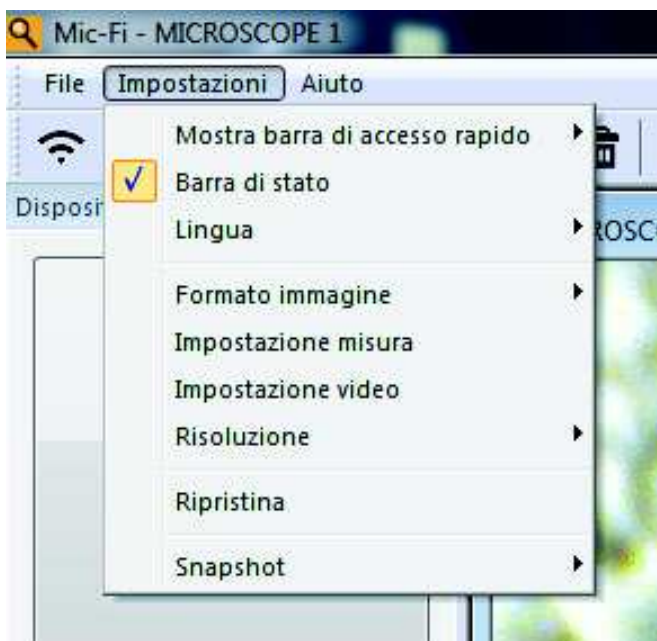 Mic-Fi - MICROSCOPE 1
File Impostazioni Aiuto
Mostra barra di accesso rapido
Barra di stato
Lingua
Formato immagine
Impostazione misura
Impostazione video
Risoluzione
Ripristina
Snapshot